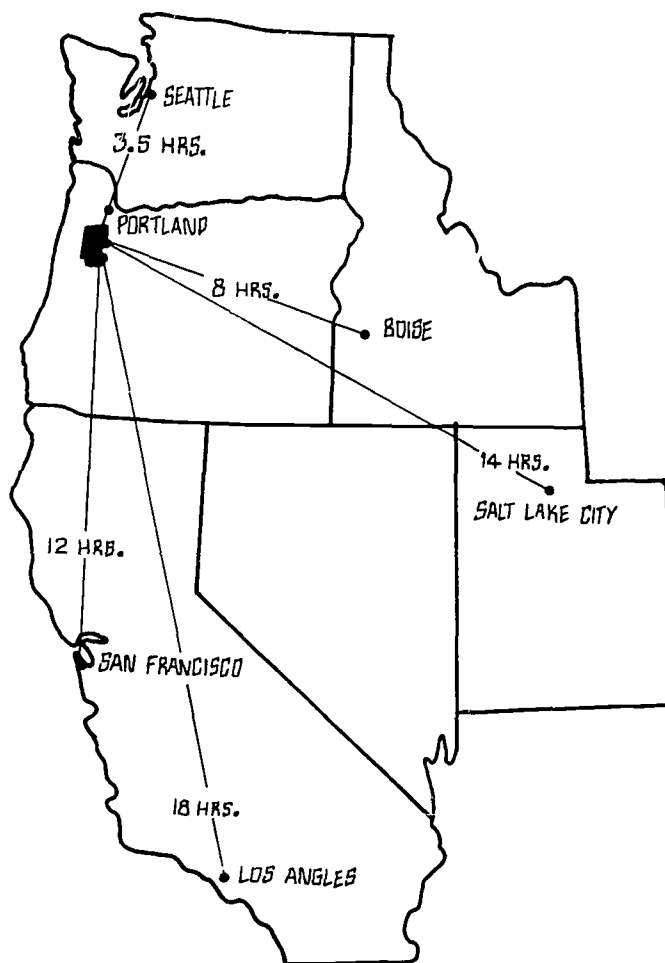 SEATTLE
3.5 HRS.
PORTLAND
8 HRS.
BOISE
14 HRS.
SALT LAKE CITY
12 HRS.
SAN FRANCISCO
18 HRS.
LOS ANGLES